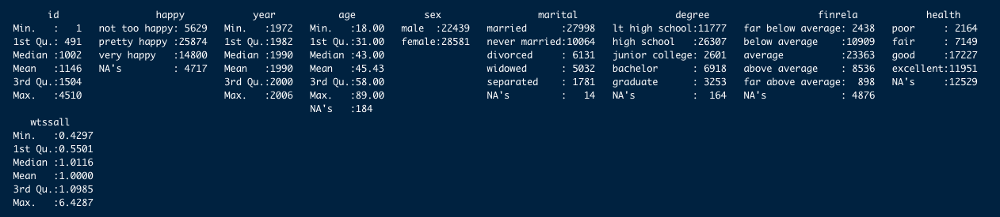 id             happy            year           age            sex                marital                 degree                   finrela          health
Min.   :   1   not too happy: 5629   Min.   :1972   Min.   :18.00   male  :22439   married      :27998   lt high school:11777   far below average: 2438   poor     : 2164
1st Qu.: 491   pretty happy :25874   1st Qu.:1982   1st Qu.:31.00   female:28581   never married:10064   high school   :26307   below average    :10909   fair     : 7149
Median :1002   very happy   :14800   Median :1990   Median :43.00                  divorced     : 6131   junior college: 2601   average          :23363   good     :17227
Mean   :1146   NA's         : 4717   Mean   :1990   Mean   :45.43                  widowed      : 5032   bachelor      : 6918   above average    : 8536   excellent:11951
3rd Qu.:1504                         3rd Qu.:2000   3rd Qu.:58.00                  separated    : 1781   graduate      : 3253   far above average:  898   NA's     :12529
Max.   :4510                         Max.   :2006   Max.   :89.00                  NA's         :   14   NA's          :  164   NA's             : 4876
                                                    NA's   :184
   wtssall
Min.   :0.4297
1st Qu.:0.5501
Median :1.0116
Mean   :1.0000
3rd Qu.:1.0985
Max.   :6.4287